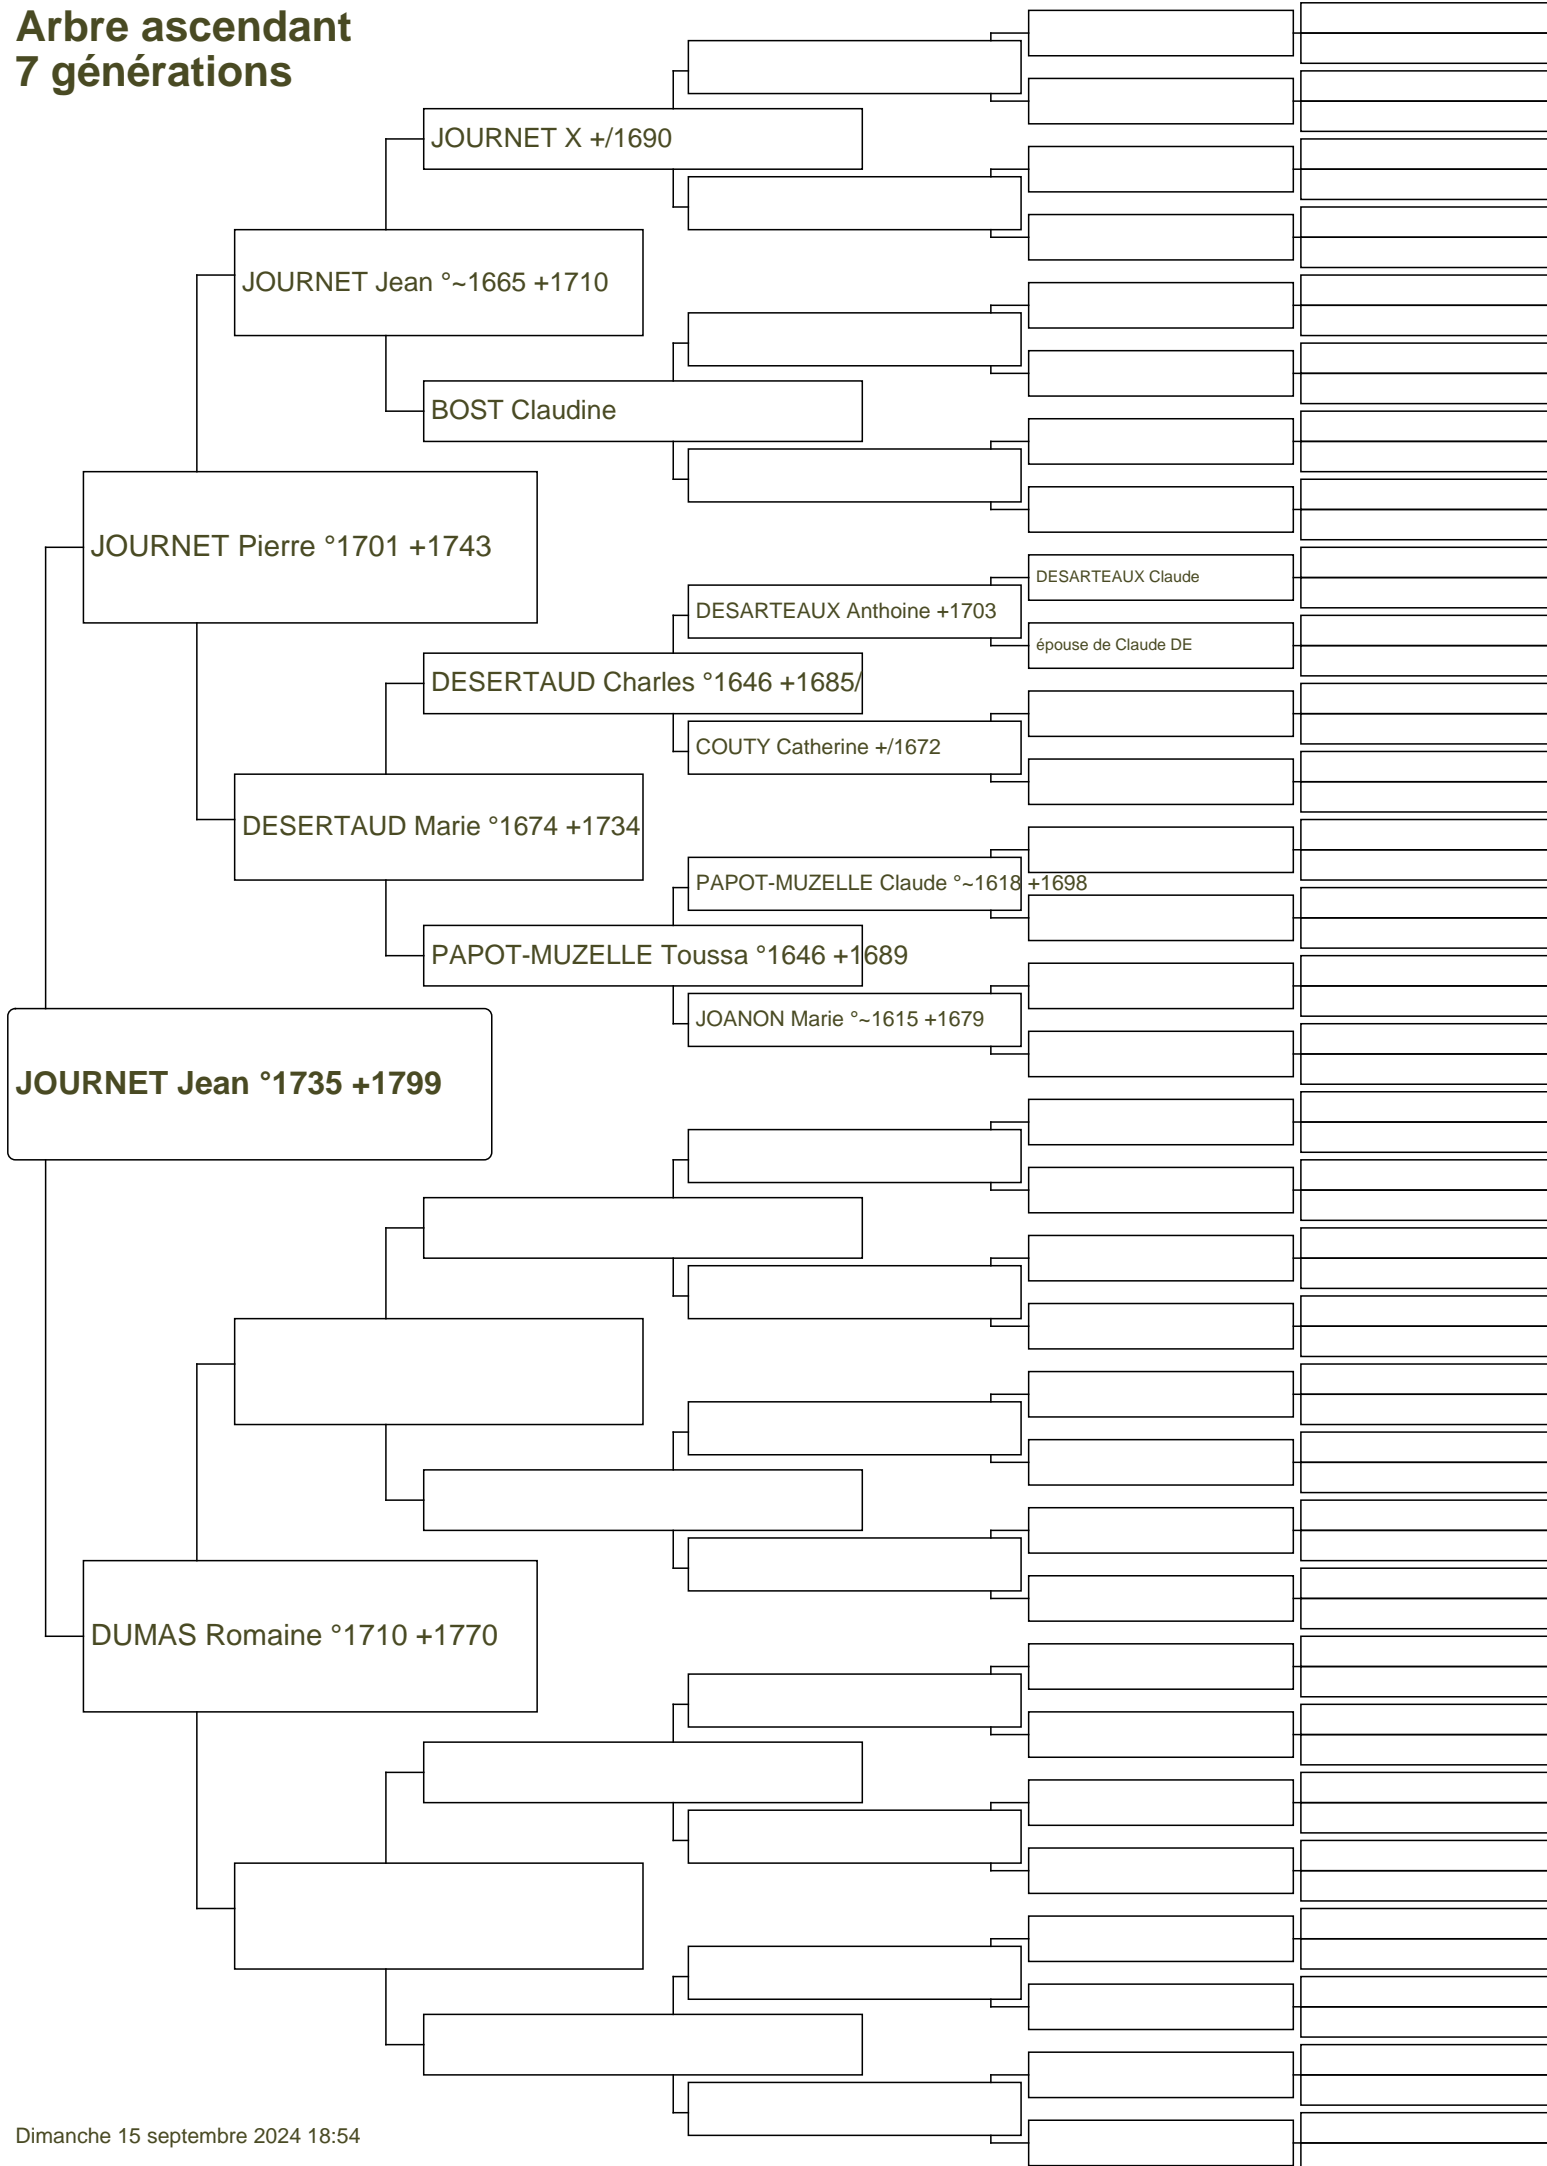 Arbre ascendant
7 générations
JOURNET X +/1690
JOURNET Jean °~1665 +1710
BOST Claudine
JOURNET Pierre °1701 +1743
DESARTEAUX Claude
DESARTEAUX Anthoine +1703
épouse de Claude DE
DESERTAUD Charles °1646 +1685/
COUTY Catherine +/1672
DESERTAUD Marie °1674 +1734
PAPOT-MUZELLE Claude °~1618 +1698
PAPOT-MUZELLE Toussa °1646 +1689
JOANON Marie °~1615 +1679
JOURNET Jean °1735 +1799
DUMAS Romaine °1710 +1770
Dimanche 15 septembre 2024 18:54